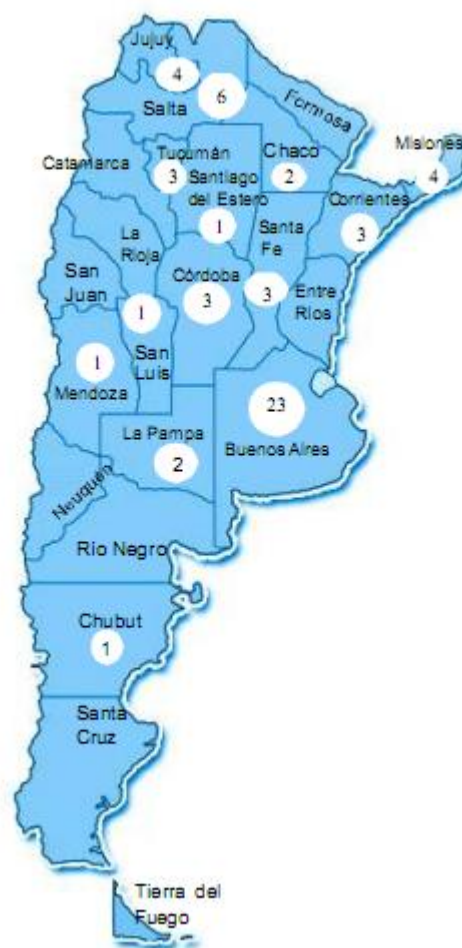 Jujuy
4
6
Salta
Formosa
Misiones
4
Catamarca
Tucumán
3
Santiago
del Estero
1
Chaco
2
Corrientes
3
La
Rioja
Santa
Fe
3
San
Juan
Córdoba
3
Entre
Ríos
1
San
Luis
1
Mendoza
23
Buenos Aires
La Pampa
2
Neuquén
Río Negro
Chubut
1
Santa
Cruz
Tierra del
Fuego